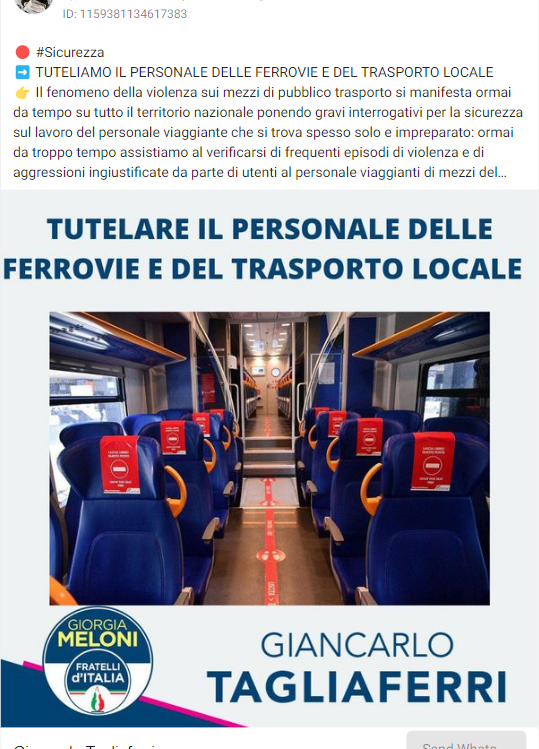 ID: 1159381134617383
🔴 #Sicurezza
➡️ TUTELIAMO IL PERSONALE DELLE FERROVIE E DEL TRASPORTO LOCALE
👉 Il fenomeno della violenza sui mezzi di pubblico trasporto si manifesta ormai
da tempo su tutto il territorio nazionale ponendo gravi interrogativi per la sicurezza
sul lavoro del personale viaggiante che si trova spesso solo e impreparato: ormai
da troppo tempo assistiamo al verificarsi di frequenti episodi di violenza e di
aggressioni ingiustificate da parte di utenti al personale viaggianti di mezzi del...
TUTELARE IL PERSONALE DELLE
FERROVIE E DEL TRASPORTO LOCALE
GIORGIA
MELONI
FRATELLI
d'ITALIA
GIANCARLO
TAGLIAFERRI